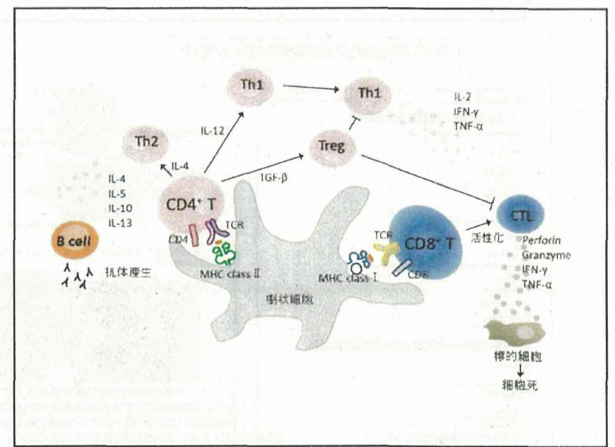 Th1
Th1
IL-2
IFN-γ
TNF-α
IL-12
Th2
Treg
IL-4
TGF-β
IL-4
IL-5
IL-10
IL-13
CD4⁺ T
CD4
TCR
MHC class Ⅱ
B cell
抗体産生
樹状細胞
TCR
CD8⁺ T
MHC class Ⅰ
CD8
活性化
CTL
Perforin
Granzyme
IFN-γ
TNF-α
標的細胞
細胞死